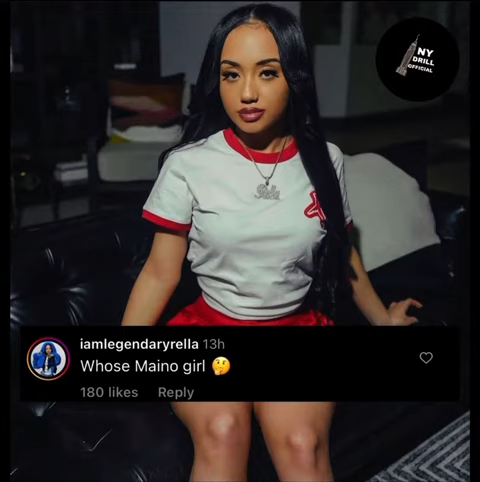 NY
DRILL
OFFICIAL
iamlegendaryrella 13h
Whose Maino girl 🤔
180 likes Reply